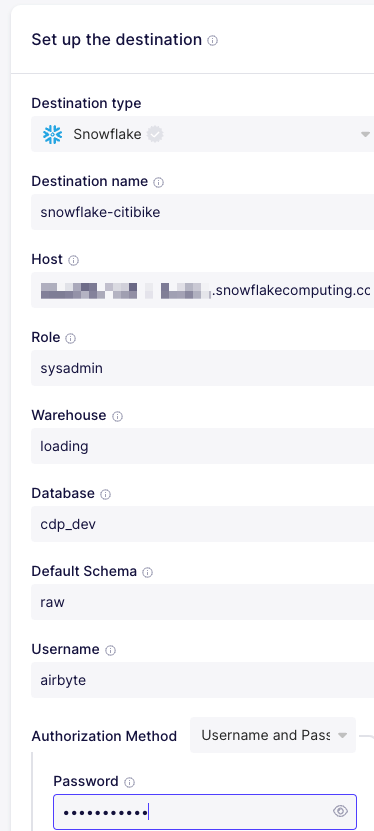 Set up the destination
Destination type
Snowflake
Destination name
snowflake-citibike
Host
.snowflakecomputing.cc
Role
sysadmin
Warehouse
loading
Database
cdp_dev
Default Schema
raw
Username
airbyte
Authorization Method Username and Pass
Password
•••••••••••